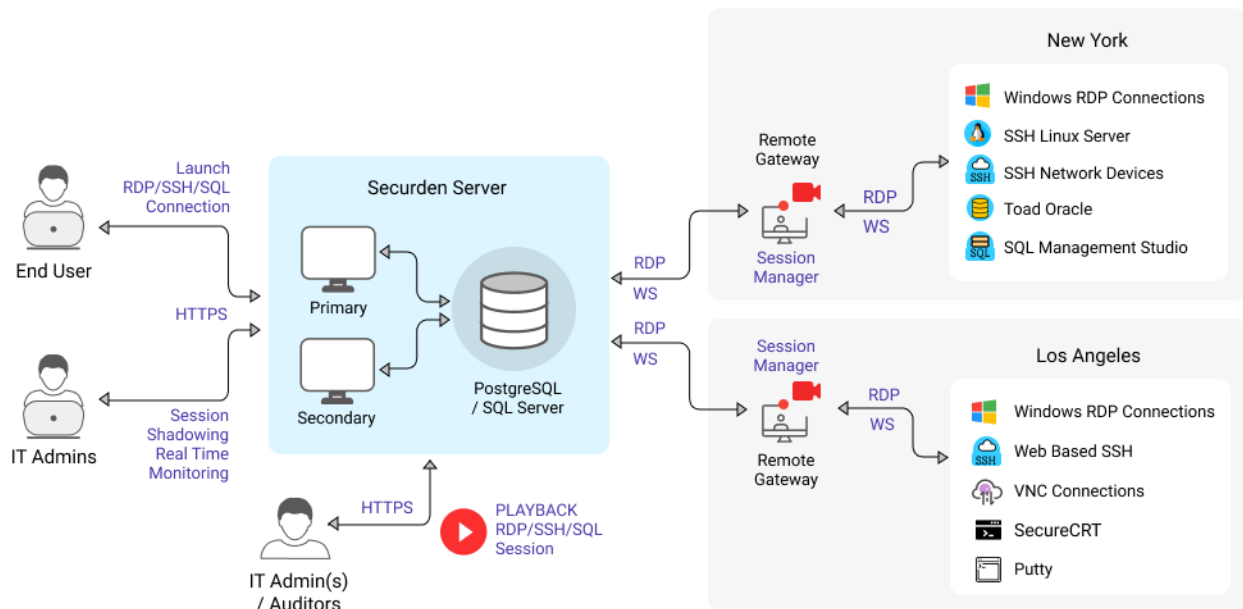 New York
Windows RDP Connections
SSH Linux Server
SSH
SSH Network Devices
Toad Oracle
SQL
SQL Management Studio
Remote
Gateway
Session
Manager
RDP
WS
Launch
RDP/SSH/SQL
Connection
End User
HTTPS
IT Admins
Session
Shadowing
Real Time
Monitoring
Securden Server
Primary
Secondary
PostgreSQL
/ SQL Server
RDP
WS
RDP
WS
Los Angeles
Session
Manager
Remote
Gateway
RDP
WS
Windows RDP Connections
SSH
Web Based SSH
VNC Connections
SecureCRT
Putty
HTTPS
PLAYBACK
RDP/SSH/SQL
Session
IT Admin(s)
/ Auditors